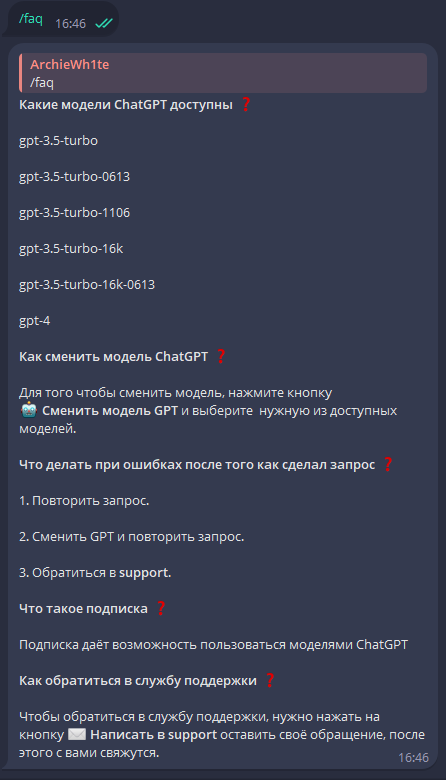 /faq 16:46
ArchieWh1te
/faq
Какие модели ChatGPT доступны ❓
gpt-3.5-turbo
gpt-3.5-turbo-0613
gpt-3.5-turbo-1106
gpt-3.5-turbo-16k
gpt-3.5-turbo-16k-0613
gpt-4
Как сменить модель ChatGPT ❓
Для того чтобы сменить модель, нажмите кнопку
🤖 Сменить модель GPT и выберите нужную из доступных
моделей.
Что делать при ошибках после того как сделал запрос ❓
1. Повторить запрос.
2. Сменить GPT и повторить запрос.
3. Обратиться в support.
Что такое подписка ❓
Подписка даёт возможность пользоваться моделями ChatGPT
Как обратиться в службу поддержки ❓
Чтобы обратиться в службу поддержки, нужно нажать на
кнопку ✉️ Написать в support оставить своё обращение, после
этого с вами свяжутся.
16:46